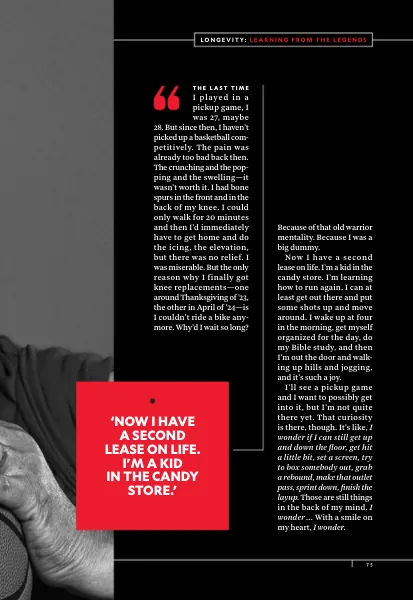 LONGEVITY: LEARNING FROM THE LEGENDS
“
THE LAST TIME
I played in a
pickup game, I
was 27, maybe
28. But since then, I haven’t
picked up a basketball com-
petitively. The pain was
already too bad back then.
The crunching and the pop-
ping and the swelling—it
wasn’t worth it. I had bone
spurs in the front and in the
back of my knee. I could
only walk for 20 minutes
and then I’d immediately
have to get home and do
the icing, the elevation,
but there was no relief. I
was miserable. But the only
reason why I finally got
knee replacements—one
around Thanksgiving of ’23,
the other in April of ’24—is
I couldn’t ride a bike any-
more. Why’d I wait so long?
Because of that old warrior
mentality. Because I was a
big dummy.
Now I have a second
lease on life. I’m a kid in the
candy store. I’m learning
how to run again. I can at
least get out there and put
some shots up and move
around. I wake up at four
in the morning, get myself
organized for the day, do
my Bible study, and then
I’m out the door and walk-
ing up hills and jogging,
and it’s such a joy.
I’ll see a pickup game
and I want to possibly get
into it, but I’m not quite
there yet. That curiosity
is there, though. It’s like, I
wonder if I can still get up
and down the floor, get hit
a little bit, set a screen, try
to box somebody out, grab
a rebound, make that outlet
pass, sprint down, finish the
layup. Those are still things
in the back of my mind. I
wonder ... With a smile on
my heart, I wonder.
‘NOW I HAVE
A SECOND
LEASE ON LIFE.
I’M A KID
IN THE CANDY
STORE.’
75